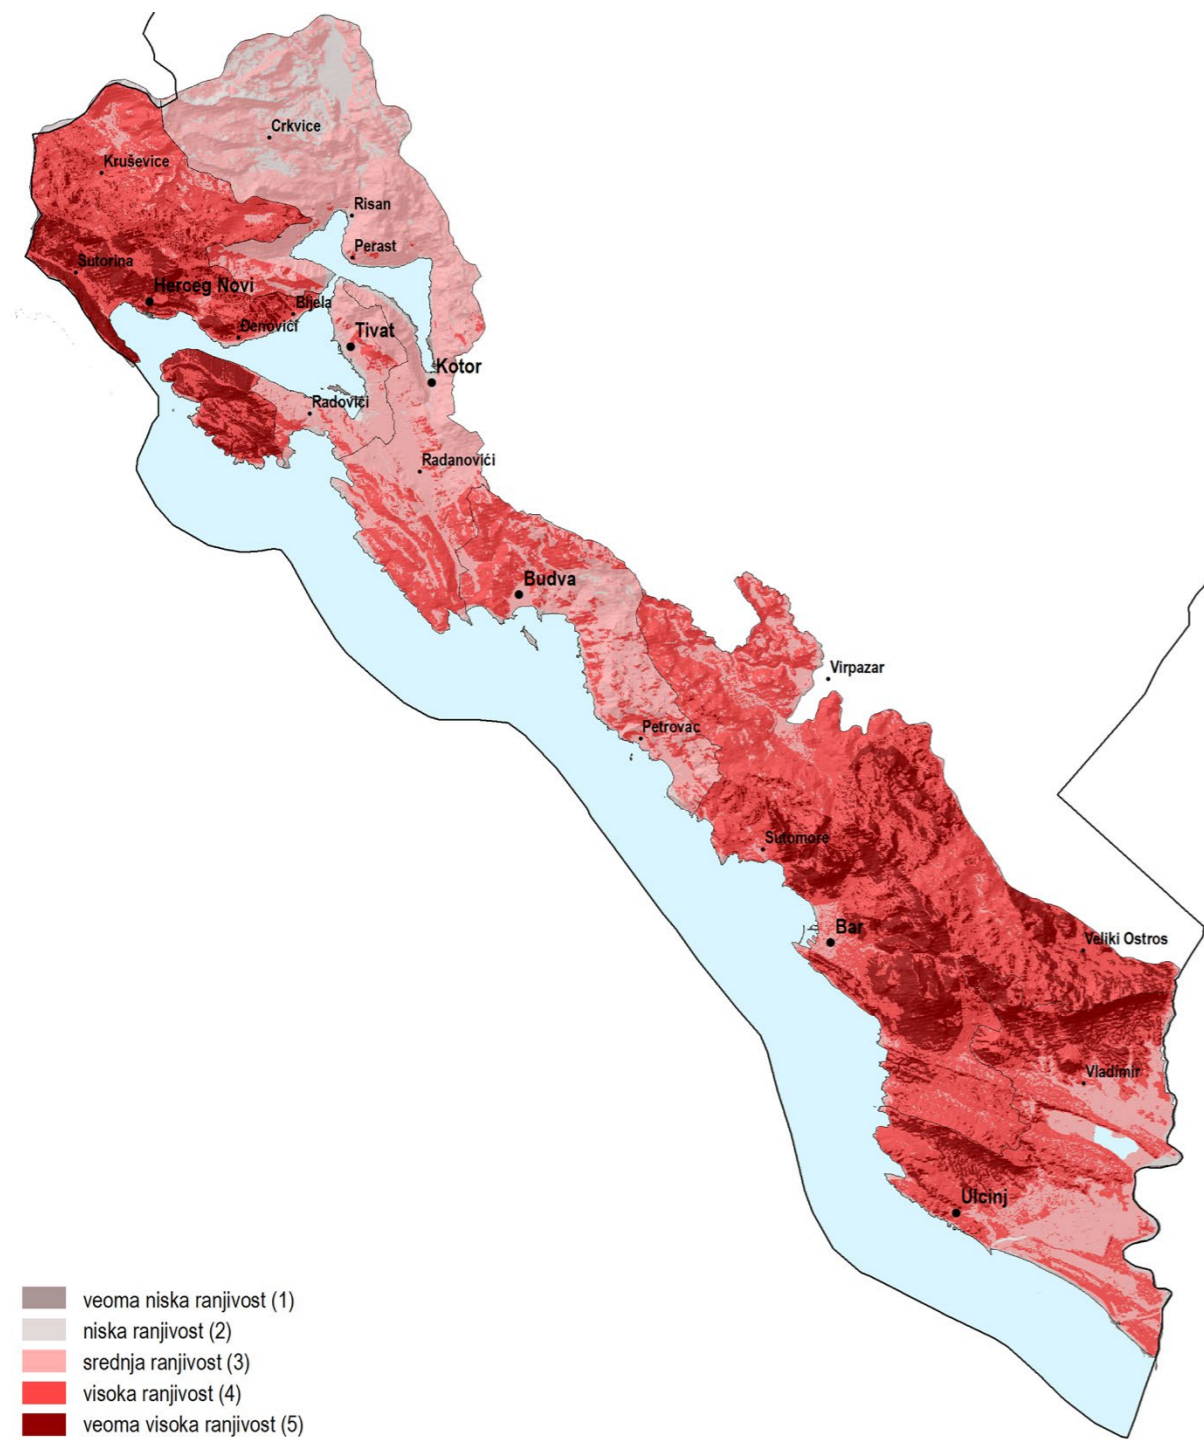 Crkvice
Kruševice
Risan
Perast
Sutorina
Herceg Novi
Bijela
Đenovići
Tivat
Kotor
Radovići
Radanovići
Budva
Virpazar
Petrovac
Sutomore
Bar
Veliki Ostros
Vladimir
Ulcinj
veoma niska ranjivost (1)
niska ranjivost (2)
srednja ranjivost (3)
visoka ranjivost (4)
veoma visoka ranjivost (5)